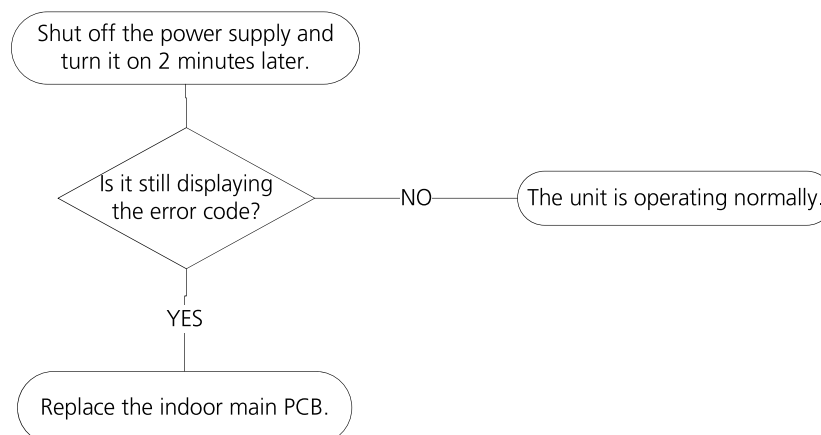 Shut off the power supply and
turn it on 2 minutes later.
Is it still displaying
the error code?
NO
The unit is operating normally.
YES
Replace the indoor main PCB.